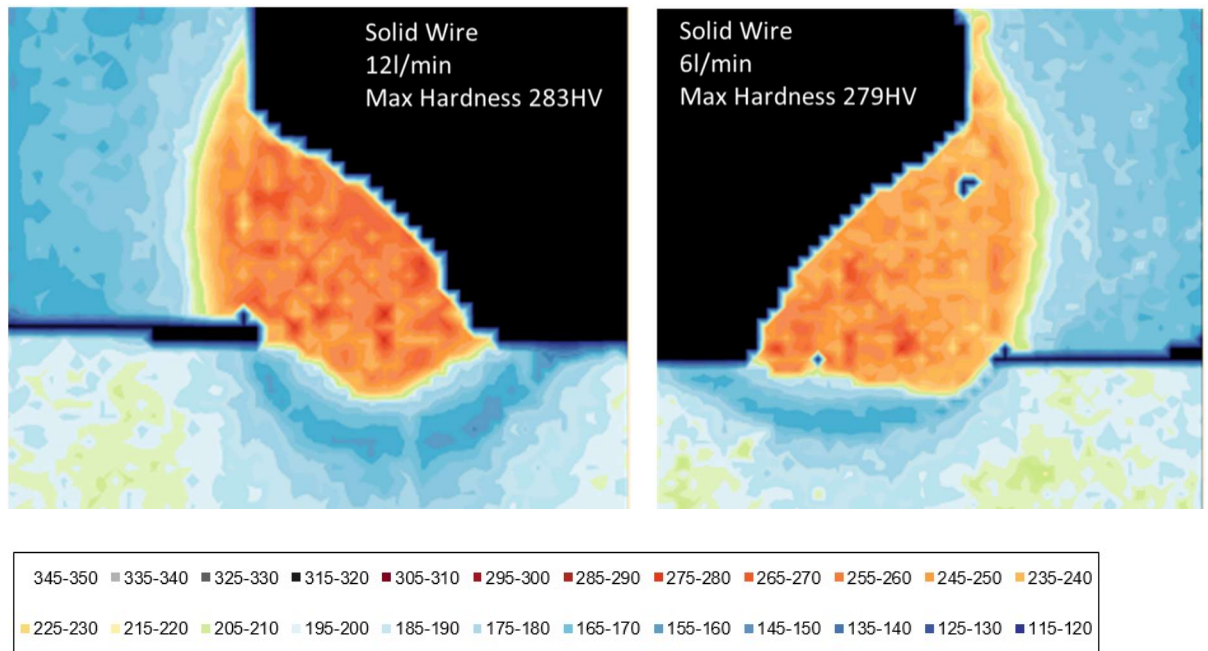 Solid Wire
12l/min
Max Hardness 283HV
Solid Wire
6l/min
Max Hardness 279HV
345-350 335-340 325-330 315-320 305-310 295-300 285-290 275-280 265-270 255-260 245-250 235-240
225-230 215-220 205-210 195-200 185-190 175-180 165-170 155-160 145-150 135-140 125-130 115-120